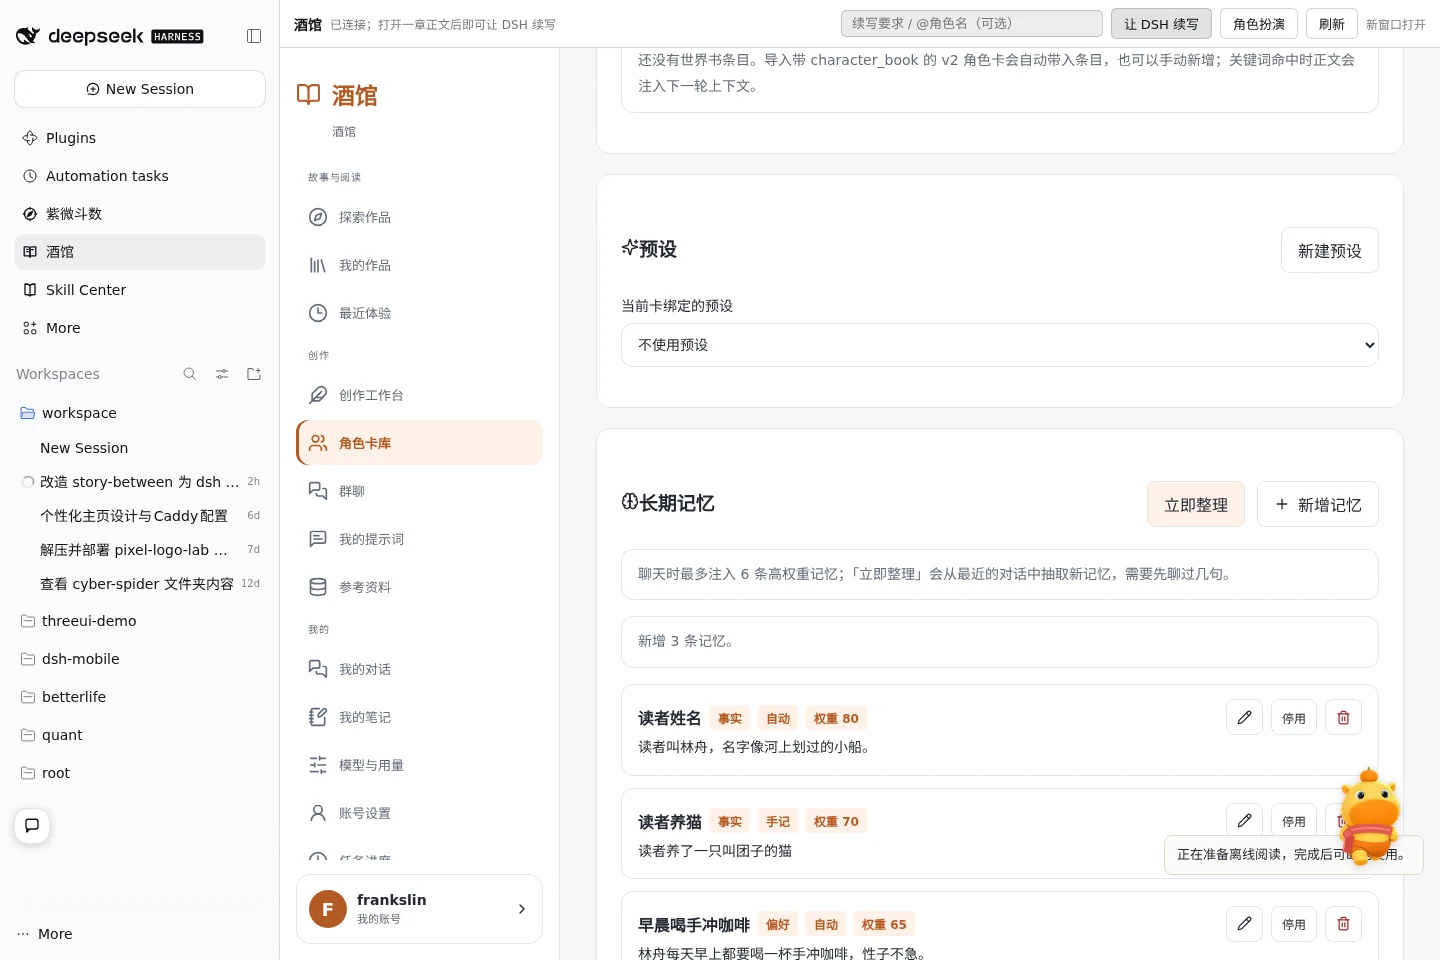 deepseek HARNESS
New Session
Plugins
Automation tasks
紫微斗数
酒馆
Skill Center
More
Workspaces
workspace
New Session
改造 story-between 为 dsh ... 2h
个性化主页设计与Caddy配置 6d
解压并部署 pixel-logo-lab ... 7d
查看 cyber-spider 文件夹内容 12d
threeui-demo
dsh-mobile
betterlife
quant
root
··· More
酒馆 已连接；打开一章正文后即可让 DSH 续写
续写要求 / @角色名（可选）
让 DSH 续写
角色扮演
刷新
新窗口打开
酒馆
酒馆
故事与阅读
探索作品
我的作品
最近体验
创作
创作工作台
角色卡库
群聊
我的提示词
参考资料
我的
我的对话
我的笔记
模型与用量
账号设置
F
frankslin
我的账号
还没有世界书条目。导入带 character_book 的 v2 角色卡会自动带入条目，也可以手动新增；关键词命中时正文会
注入下一轮上下文。
预设
新建预设
当前卡绑定的预设
不使用预设
长期记忆
立即整理
+ 新增记忆
聊天时最多注入 6 条高权重记忆；「立即整理」会从最近的对话中抽取新记忆，需要先聊过几句。
新增 3 条记忆。
读者姓名 事实 自动 权重 80
停用
读者叫林舟，名字像河上划过的小船。
读者养猫 事实 手记 权重 70
停用
读者养了一只叫团子的猫
正在准备离线阅读，完成后可
用。
早晨喝手冲咖啡 偏好 自动 权重 65
停用
林舟每天早上都要喝一杯手冲咖啡，性子不急。